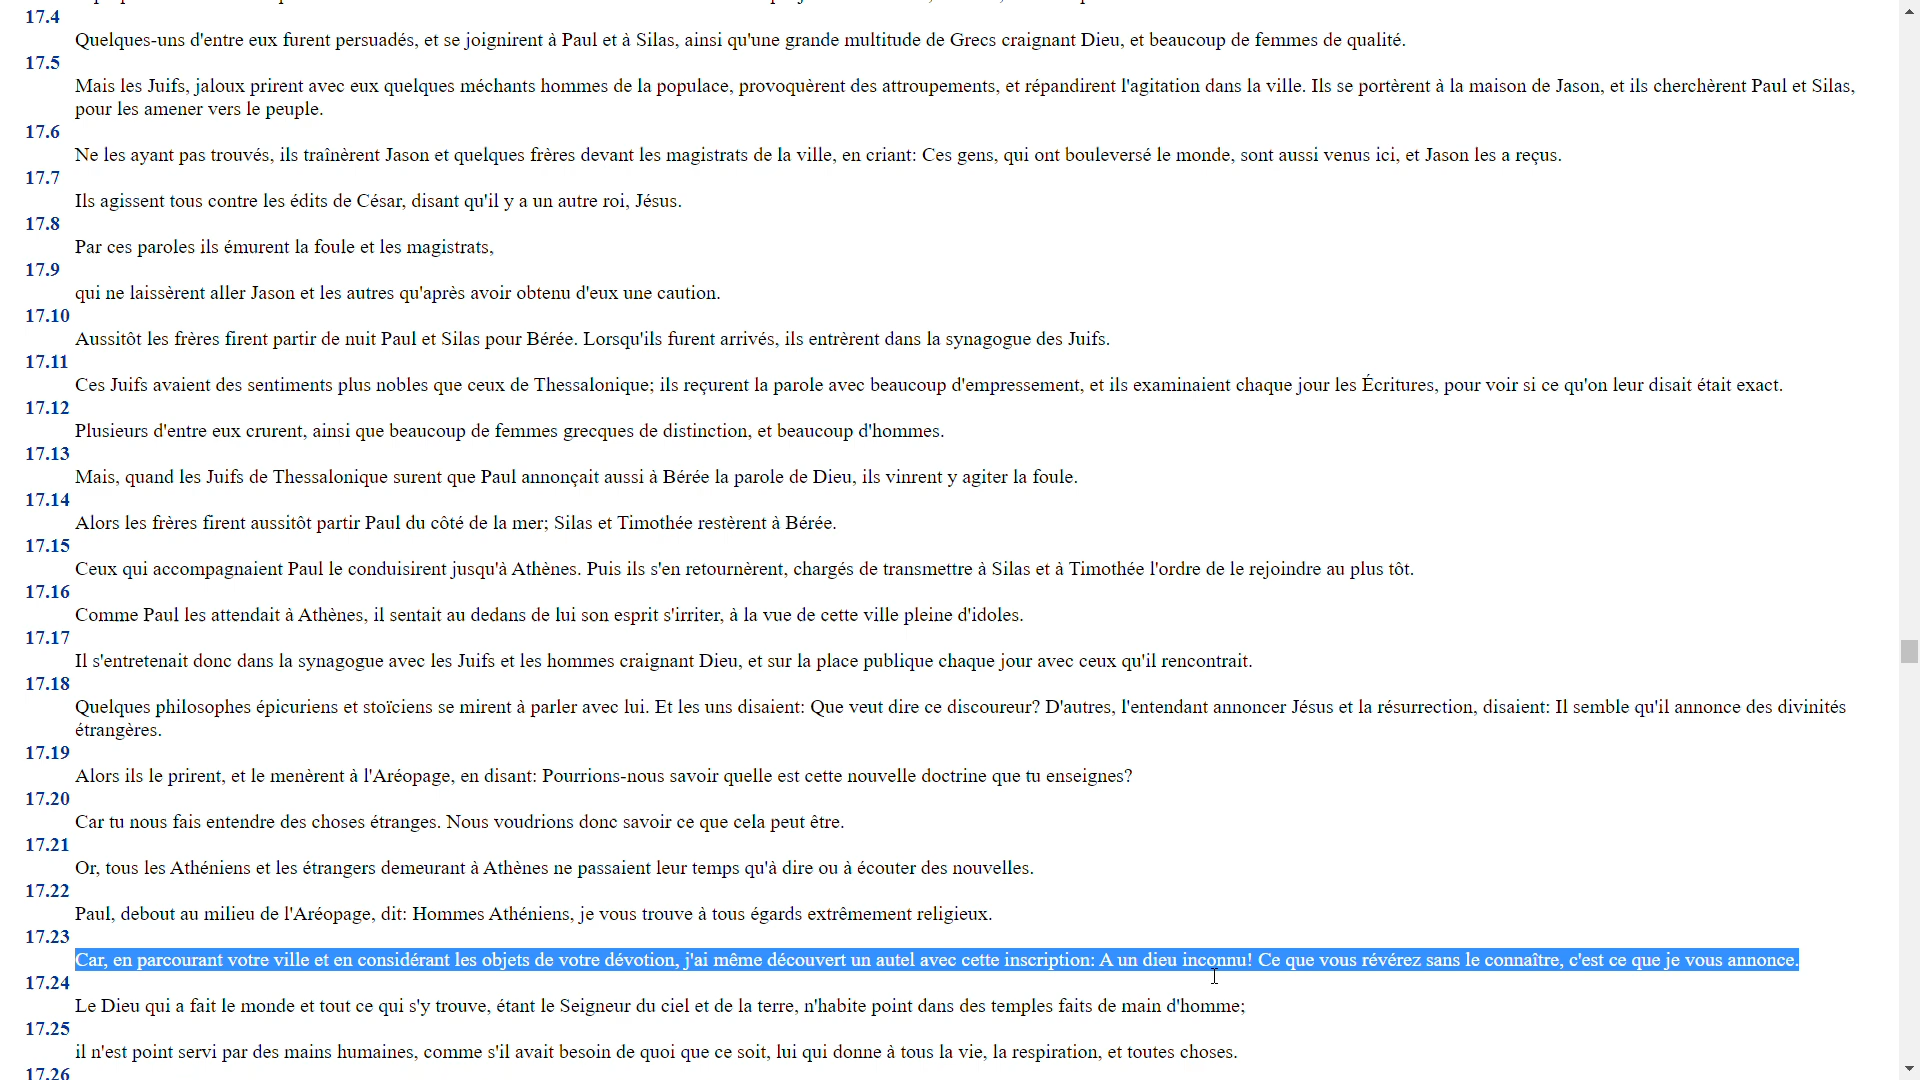 17.4
Quelques-uns d'entre eux furent persuadés, et se joignirent à Paul et à Silas, ainsi qu'une grande multitude de Grecs craignant Dieu, et beaucoup de femmes de qualité.
17.5
Mais les Juifs, jaloux prirent avec eux quelques méchants hommes de la populace, provoquèrent des attroupements, et répandirent l'agitation dans la ville. Ils se portèrent à la maison de Jason, et ils cherchèrent Paul et Silas,
pour les amener vers le peuple.
17.6
Ne les ayant pas trouvés, ils traînèrent Jason et quelques frères devant les magistrats de la ville, en criant: Ces gens, qui ont bouleversé le monde, sont aussi venus ici, et Jason les a reçus.
17.7
Ils agissent tous contre les édits de César, disant qu'il y a un autre roi, Jésus.
17.8
Par ces paroles ils émurent la foule et les magistrats,
17.9
qui ne laissèrent aller Jason et les autres qu'après avoir obtenu d'eux une caution.
17.10
Aussitôt les frères firent partir de nuit Paul et Silas pour Bérée. Lorsqu'ils furent arrivés, ils entrèrent dans la synagogue des Juifs.
17.11
Ces Juifs avaient des sentiments plus nobles que ceux de Thessalonique; ils reçurent la parole avec beaucoup d'empressement, et ils examinaient chaque jour les Écritures, pour voir si ce qu'on leur disait était exact.
17.12
Plusieurs d'entre eux crurent, ainsi que beaucoup de femmes grecques de distinction, et beaucoup d'hommes.
17.13
Mais, quand les Juifs de Thessalonique surent que Paul annonçait aussi à Bérée la parole de Dieu, ils vinrent y agiter la foule.
17.14
Alors les frères firent aussitôt partir Paul du côté de la mer; Silas et Timothée restèrent à Bérée.
17.15
Ceux qui accompagnaient Paul le conduisirent jusqu'à Athènes. Puis ils s'en retournèrent, chargés de transmettre à Silas et à Timothée l'ordre de le rejoindre au plus tôt.
17.16
Comme Paul les attendait à Athènes, il sentait au dedans de lui son esprit s'irriter, à la vue de cette ville pleine d'idoles.
17.17
Il s'entretenait donc dans la synagogue avec les Juifs et les hommes craignant Dieu, et sur la place publique chaque jour avec ceux qu'il rencontrait.
17.18
Quelques philosophes épicuriens et stoïciens se mirent à parler avec lui. Et les uns disaient: Que veut dire ce discoureur? D'autres, l'entendant annoncer Jésus et la résurrection, disaient: Il semble qu'il annonce des divinités
étrangères.
17.19
Alors ils le prirent, et le menèrent à l'Aréopage, en disant: Pourrions-nous savoir quelle est cette nouvelle doctrine que tu enseignes?
17.20
Car tu nous fais entendre des choses étranges. Nous voudrions donc savoir ce que cela peut être.
17.21
Or, tous les Athéniens et les étrangers demeurant à Athènes ne passaient leur temps qu'à dire ou à écouter des nouvelles.
17.22
Paul, debout au milieu de l'Aréopage, dit: Hommes Athéniens, je vous trouve à tous égards extrêmement religieux.
17.23
Car, en parcourant votre ville et en considérant les objets de votre dévotion, j'ai même découvert un autel avec cette inscription: A un dieu inconnu! Ce que vous révérez sans le connaître, c'est ce que je vous annonce.
17.24
Le Dieu qui a fait le monde et tout ce qui s'y trouve, étant le Seigneur du ciel et de la terre, n'habite point dans des temples faits de main d'homme;
17.25
il n'est point servi par des mains humaines, comme s'il avait besoin de quoi que ce soit, lui qui donne à tous la vie, la respiration, et toutes choses.
17.26